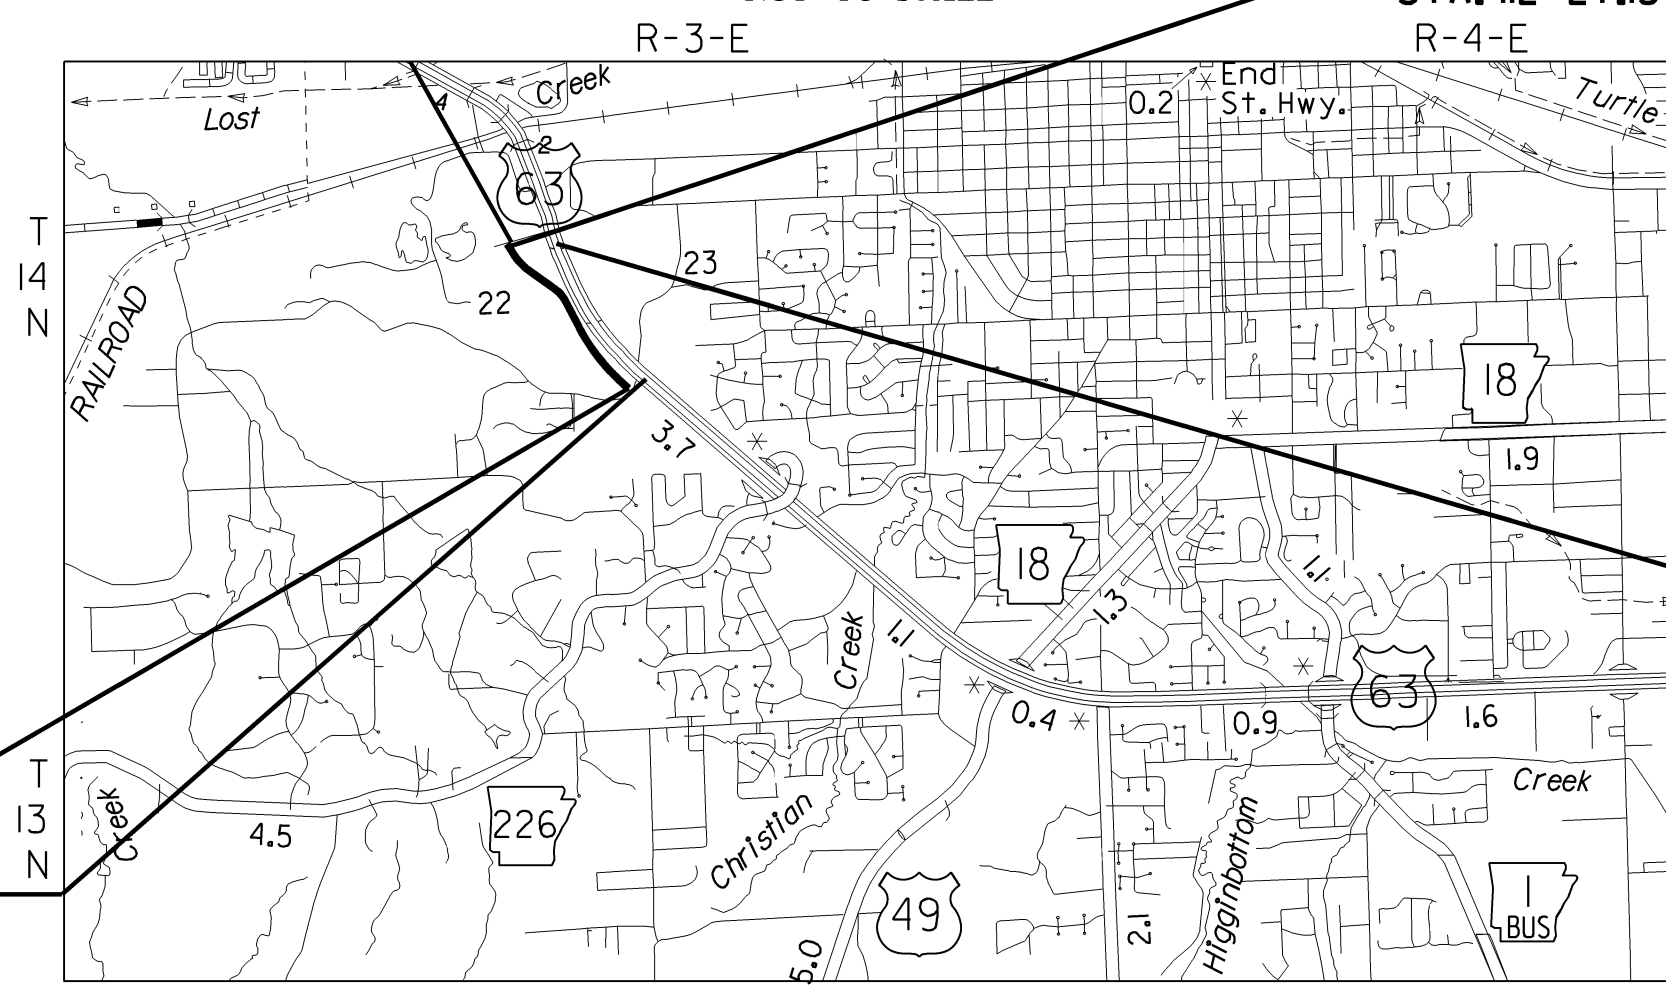 R-3-E
R-4-E
Lost
Creek
4
2
63
0.2
End
St. Hwy.
Turtle
T
14
N
RAILROAD
22
23
18
3.7
1.9
18
1.3
1.1
1.1
Creek
63
0.4
0.9
1.6
T
13
N
Creek
4.5
226
Christian
49
5.0
2.1
Higginbottom
Creek
1
BUS